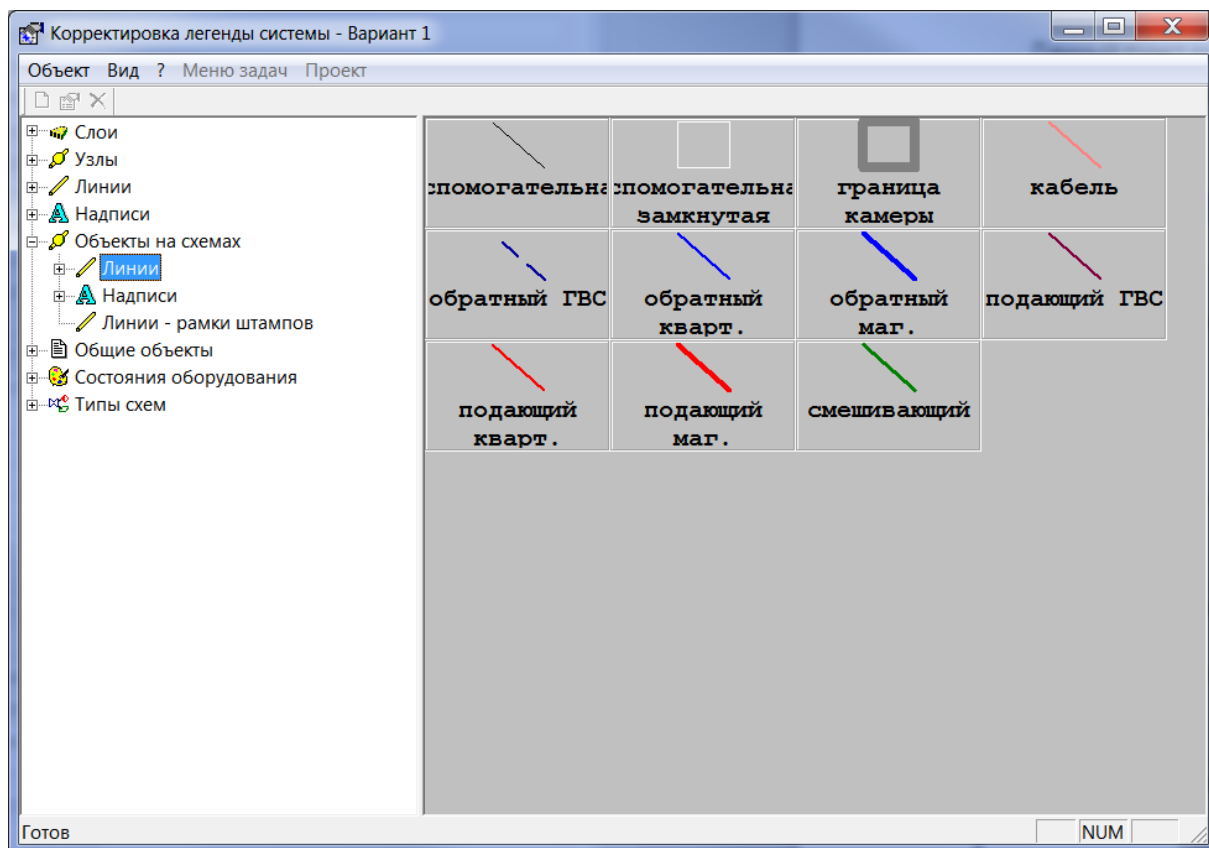 Корректировка легенды системы - Вариант 1
Объект Вид ? Меню задач Проект
Слои
Узлы
Линии
Надписи
Объекты на схемах
Линии
Надписи
Линии - рамки штампов
Общие объекты
Состояния оборудования
Типы схем
спомогательна
спомогательна
замкнутая
граница
камеры
кабель
обратный ГВС
обратный
кварт.
обратный
маг.
подающий ГВС
подающий
кварт.
подающий
маг.
смешивающий
Готов
NUM